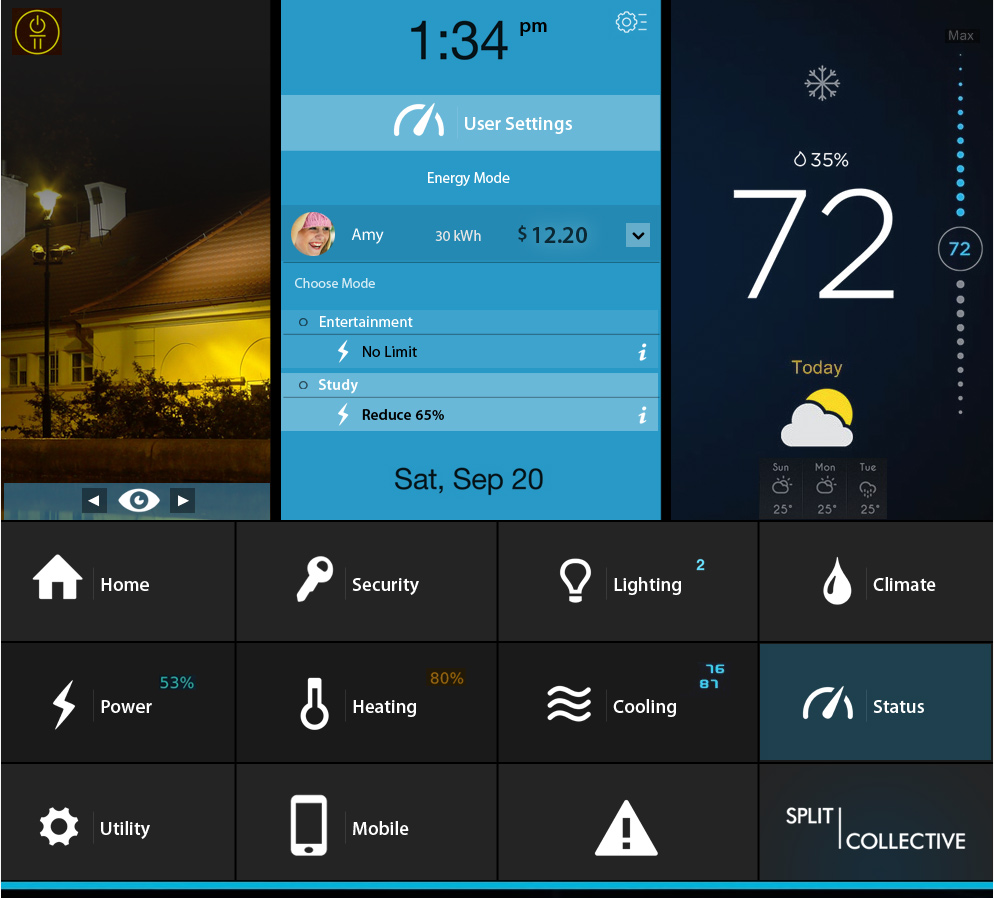 1:34 pm
User Settings
Energy Mode
Amy 30 kWh $ 12.20
Choose Mode
Entertainment
No Limit i
Study
Reduce 65% i
Sat, Sep 20
Max
35%
72
72
Today
Sun Mon Tue
25° 25° 25°
Home
Security
Lighting 2
Climate
Power 53%
Heating 80%
Cooling 76
87
Status
Utility
Mobile
!
SPLIT
COLLECTIVE